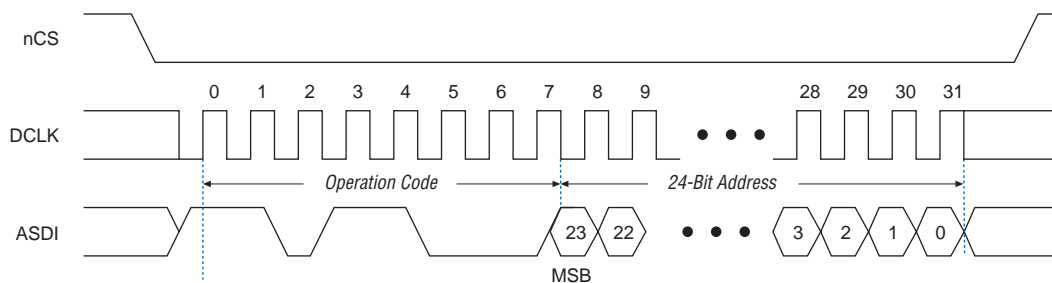 nCS
0 1 2 3 4 5 6 7 8 9 28 29 30 31
DCLK
Operation Code 24-Bit Address
ASDI 23 22 3 2 1 0
MSB